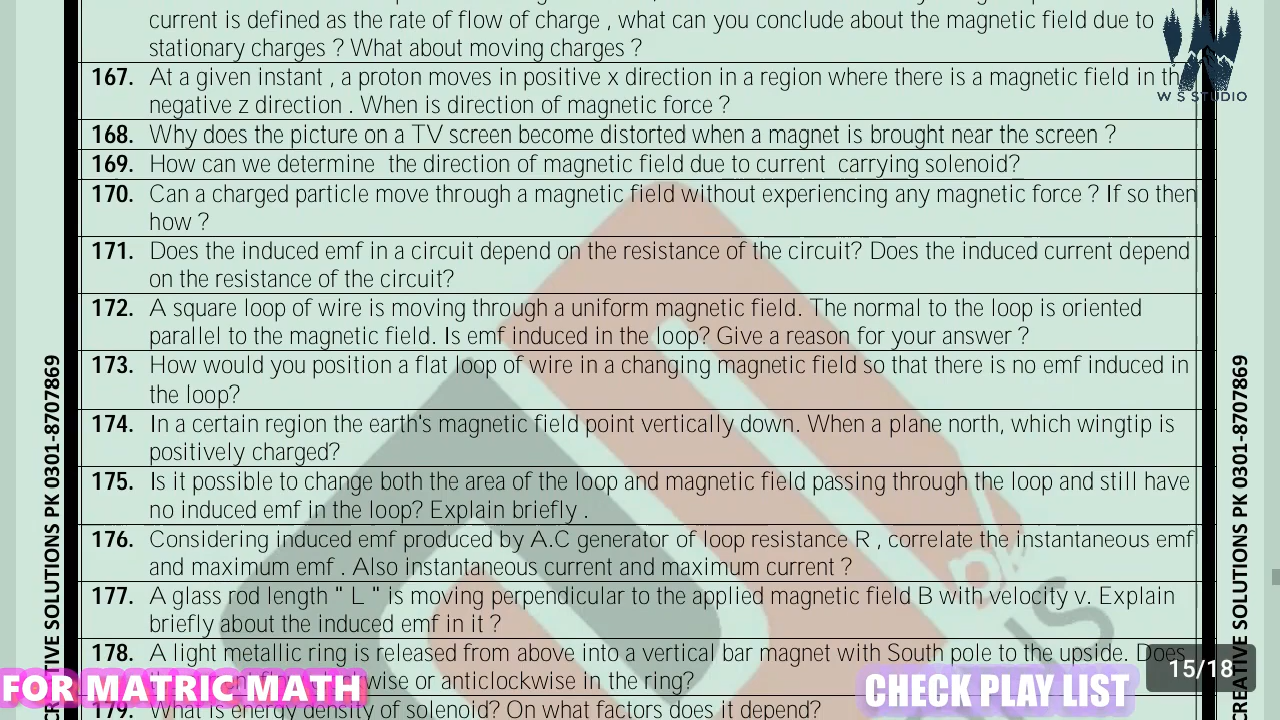 current is defined as the rate of flow of charge , what can you conclude about the magnetic field due to
stationary charges ? What about moving charges ?
167. At a given instant , a proton moves in positive x direction in a region where there is a magnetic field in the
negative z direction . When is direction of magnetic force ?
168. Why does the picture on a TV screen become distorted when a magnet is brought near the screen ?
169. How can we determine the direction of magnetic field due to current carrying solenoid?
170. Can a charged particle move through a magnetic field without experiencing any magnetic force ? If so then
how ?
171. Does the induced emf in a circuit depend on the resistance of the circuit? Does the induced current depend
on the resistance of the circuit?
172. A square loop of wire is moving through a uniform magnetic field. The normal to the loop is oriented
parallel to the magnetic field. Is emf induced in the loop? Give a reason for your answer ?
173. How would you position a flat loop of wire in a changing magnetic field so that there is no emf induced in
the loop?
174. In a certain region the earth's magnetic field point vertically down. When a plane north, which wingtip is
positively charged?
175. Is it possible to change both the area of the loop and magnetic field passing through the loop and still have
no induced emf in the loop? Explain briefly .
176. Considering induced emf produced by A.C generator of loop resistance R , correlate the instantaneous emf
and maximum emf . Also instantaneous current and maximum current ?
177. A glass rod length " L " is moving perpendicular to the applied magnetic field B with velocity v. Explain
briefly about the induced emf in it ?
178. A light metallic ring is released from above into a vertical bar magnet with South pole to the upside. Does
wise or anticlockwise in the ring?
179. What is energy density of solenoid? On what factors does it depend?
W S STUDIO
TIVE SOLUTIONS PK 0301-8707869
CREATIVE SOLUTIONS PK 0301-8707869
15/18
FOR MATRIC MATH
CHECK PLAY LIST